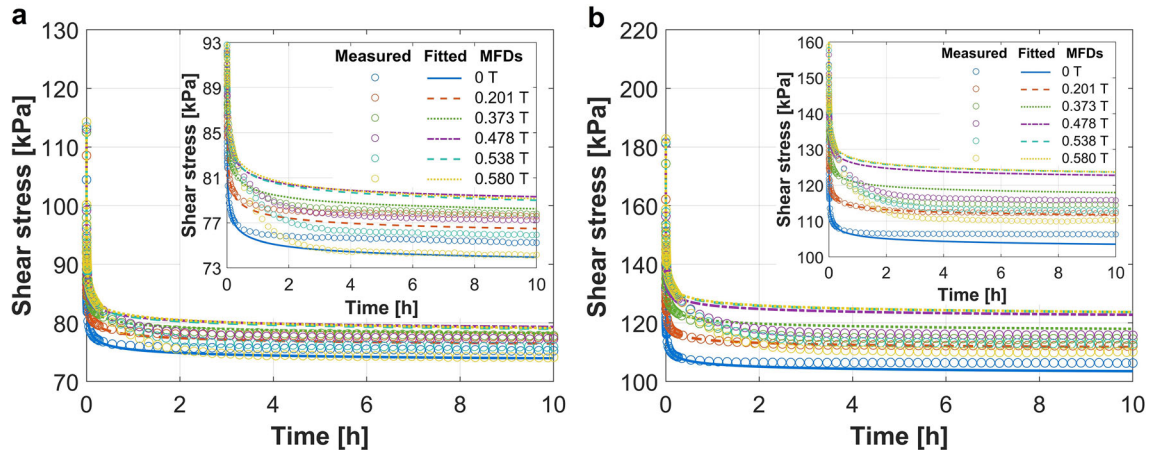 a
Shear stress [kPa]
130
120
110
100
90
80
70
0
2
4
6
8
10
Time [h]
Shear stress [kPa]
93
89
85
81
77
73
0
2
4
6
8
10
Time [h]
Measured Fitted MFDs
0 T
0.201 T
0.373 T
0.478 T
0.538 T
0.580 T
b
Shear stress [kPa]
220
200
180
160
140
120
100
0
2
4
6
8
10
Time [h]
Shear stress [kPa]
160
150
140
130
120
110
100
0
2
4
6
8
10
Time [h]
Measured Fitted MFDs
0 T
0.201 T
0.373 T
0.478 T
0.538 T
0.580 T